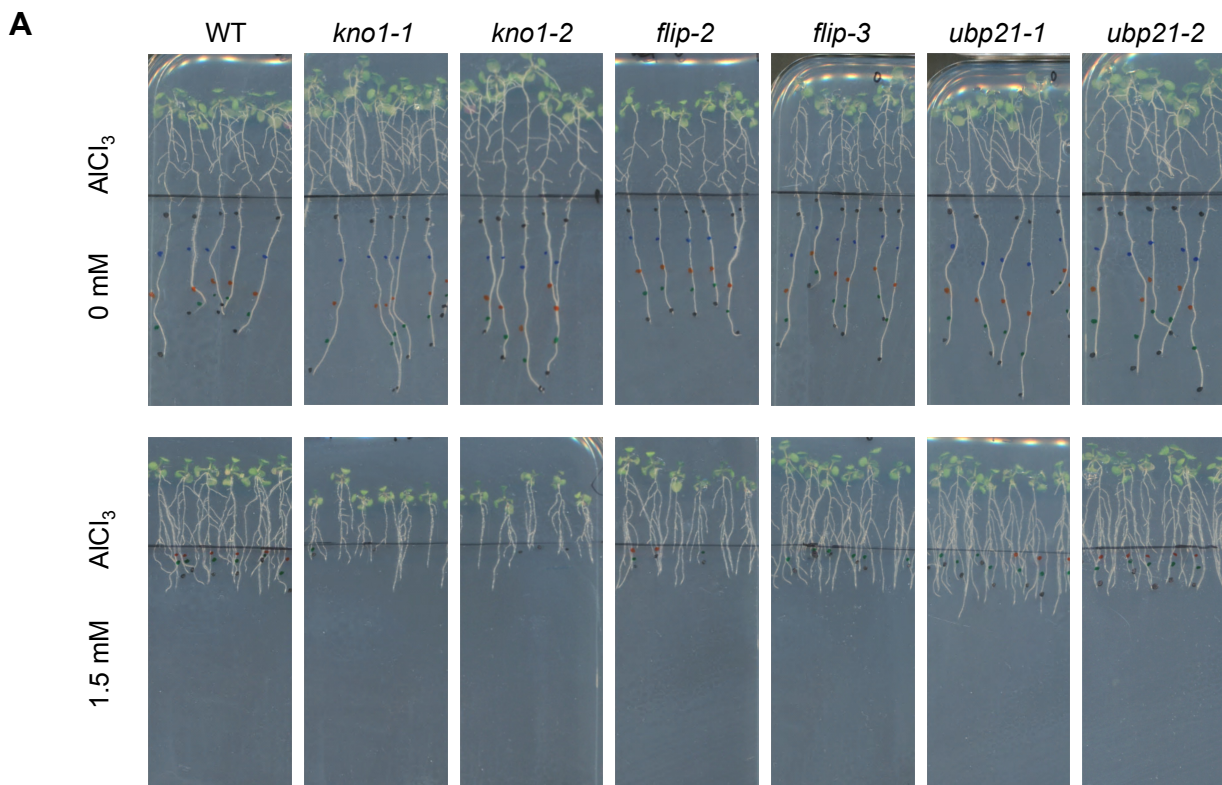 A
WT kno1-1 kno1-2 flip-2 flip-3 ubp21-1 ubp21-2
AlCl₃
0 mM
AlCl₃
1.5 mM